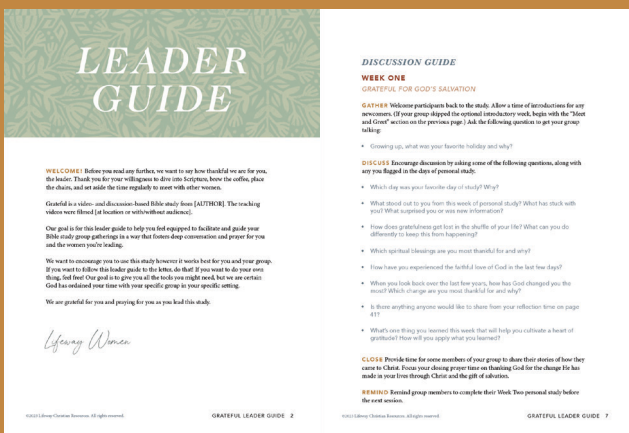 LEADER
GUIDE
WELCOME! Before you read any further, we want to say how thankful we are for you,
the leader. Thank you for your willingness to dive into Scripture, brew the coffee, place
the chairs, and set aside the time regularly to meet with other women.
Grateful is a video- and discussion-based Bible study from [AUTHOR]. The teaching
videos were filmed [at location or with/without audience].
Our goal is for this leader guide to help you feel equipped to facilitate and guide your
Bible study group gatherings in a way that fosters deep conversation and prayer for you
and the women you're leading.
We want to encourage you to use this study however it works best for you and your group.
If you want to follow this leader guide to the letter, do that! If you want to do your own
thing, feel free! Our goal is to give you all the tools you might need, but we are certain
God has ordained your time with your specific group in your specific setting.
We are grateful for you and praying for you as you lead this study.
Lifeway Women
©2023 Lifeway Christian Resources. All rights reserved.
GRATEFUL LEADER GUIDE 2
DISCUSSION GUIDE
WEEK ONE
GRATEFUL FOR GOD'S SALVATION
GATHER Welcome participants back to the study. Allow a time of introductions for any
newcomers. (If your group skipped the optional introductory week, begin with the "Meet
and Greet" section on the previous page.) Ask the following question to get your group
talking:
• Growing up, what was your favorite holiday and why?
DISCUSS Encourage discussion by asking some of the following questions, along with
any you flagged in the days of personal study.
• Which day was your favorite day of study? Why?
• What stood out to you from this week of personal study? What has stuck with
you? What surprised you or was new information?
• How does gratefulness get lost in the shuffle of your life? What can you do
differently to keep this from happening?
• Which spiritual blessings are you most thankful for and why?
• How have you experienced the faithful love of God in the last few days?
• When you look back over the last few years, how has God changed you the
most? Which change are you most thankful for and why?
• Is there anything anyone would like to share from your reflection time on page
41?
• What's one thing you learned this week that will help you cultivate a heart of
gratitude? How will you apply what you learned?
CLOSE Provide time for some members of your group to share their stories of how they
came to Christ. Focus your closing prayer time on thanking God for the change He has
made in your lives through Christ and the gift of salvation.
REMIND Remind group members to complete their Week Two personal study before
the next session.
©2023 Lifeway Christian Resources. All rights reserved.
GRATEFUL LEADER GUIDE 7